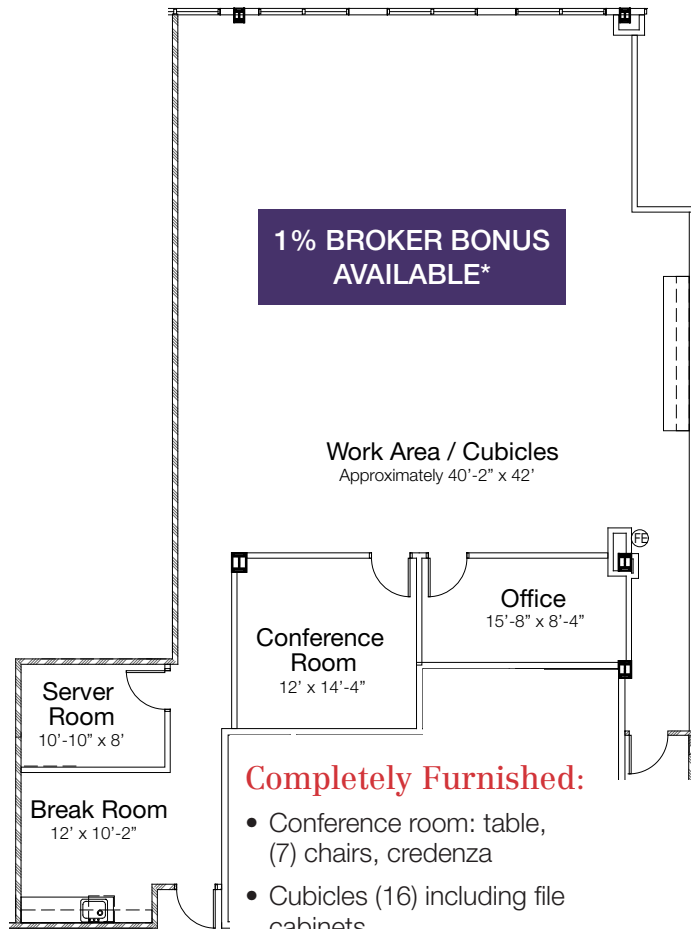 1% BROKER BONUS
AVAILABLE*
Work Area / Cubicles
Approximately 40’-2” x 42’
FE
Office
15’-8” x 8’-4”
Conference
Room
12’ x 14’-4”
Server
Room
10’-10” x 8’
Break Room
12’ x 10’-2”
Completely Furnished:
• Conference room: table,
(7) chairs, credenza
• Cubicles (16) including file
cabinets